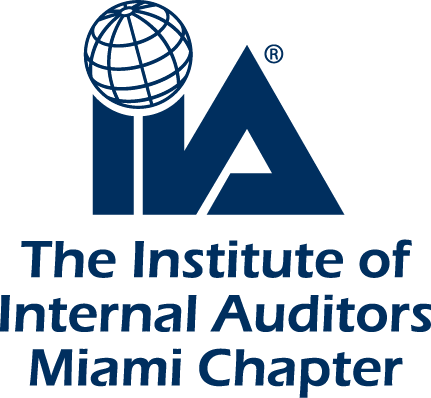 IIA®
The Institute of
Internal Auditors
Miami Chapter